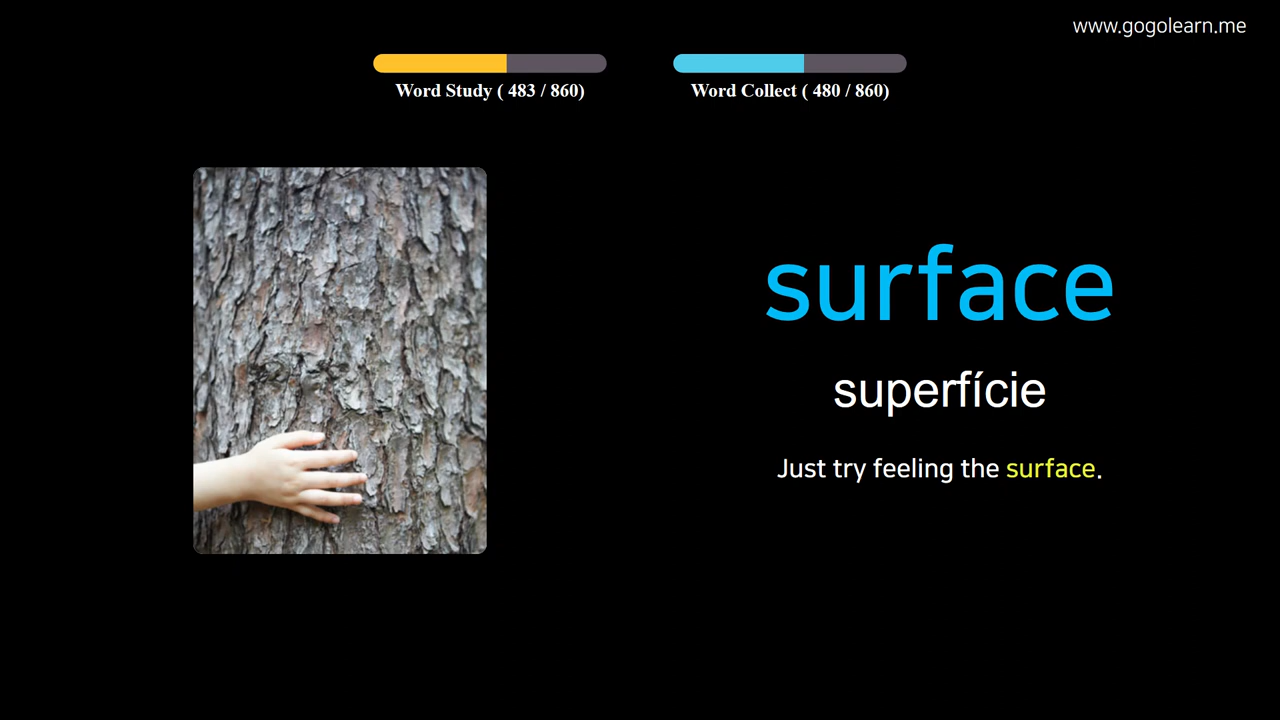 www.gogolearn.me
Word Study ( 483 / 860)
Word Collect ( 480 / 860)
surface
superfície
Just try feeling the surface.